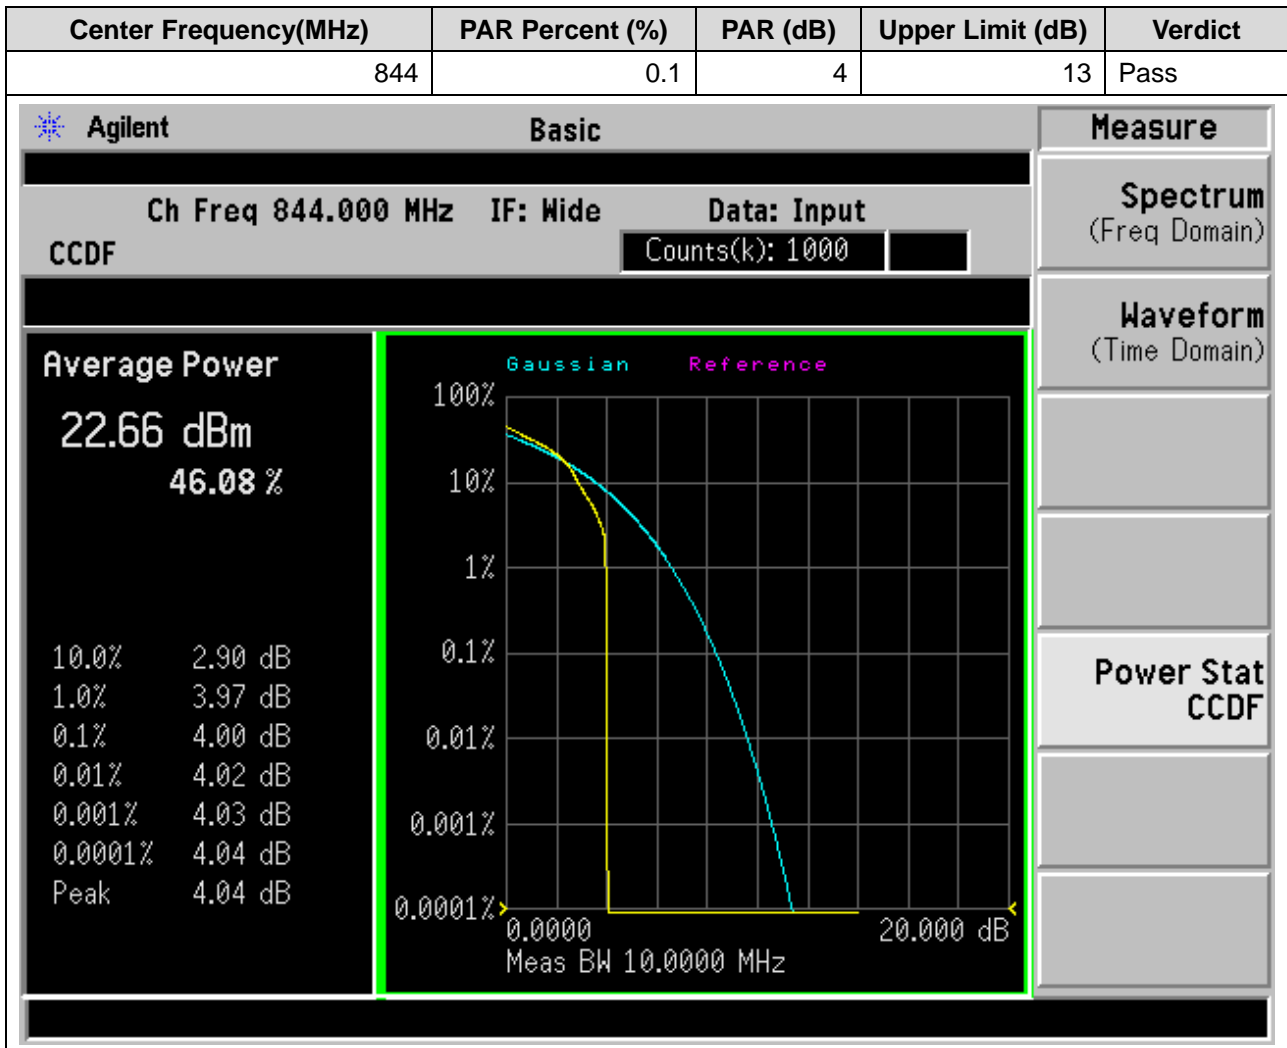 Center Frequency(MHz) PAR Percent (%) PAR (dB) Upper Limit (dB) Verdict
844 0.1 4 13 Pass
Agilent Basic Measure
Ch Freq 844.000 MHz IF: Wide Data: Input
CCDF Counts(k): 1000
Average Power
22.66 dBm
46.08 %
10.0% 2.90 dB
1.0% 3.97 dB
0.1% 4.00 dB
0.01% 4.02 dB
0.001% 4.03 dB
0.0001% 4.04 dB
Peak 4.04 dB
Gaussian Reference
100%
10%
1%
0.1%
0.01%
0.001%
0.0001%
0.0000 20.000 dB
Meas BW 10.0000 MHz
Spectrum
(Freq Domain)
Waveform
(Time Domain)
Power Stat
CCDF